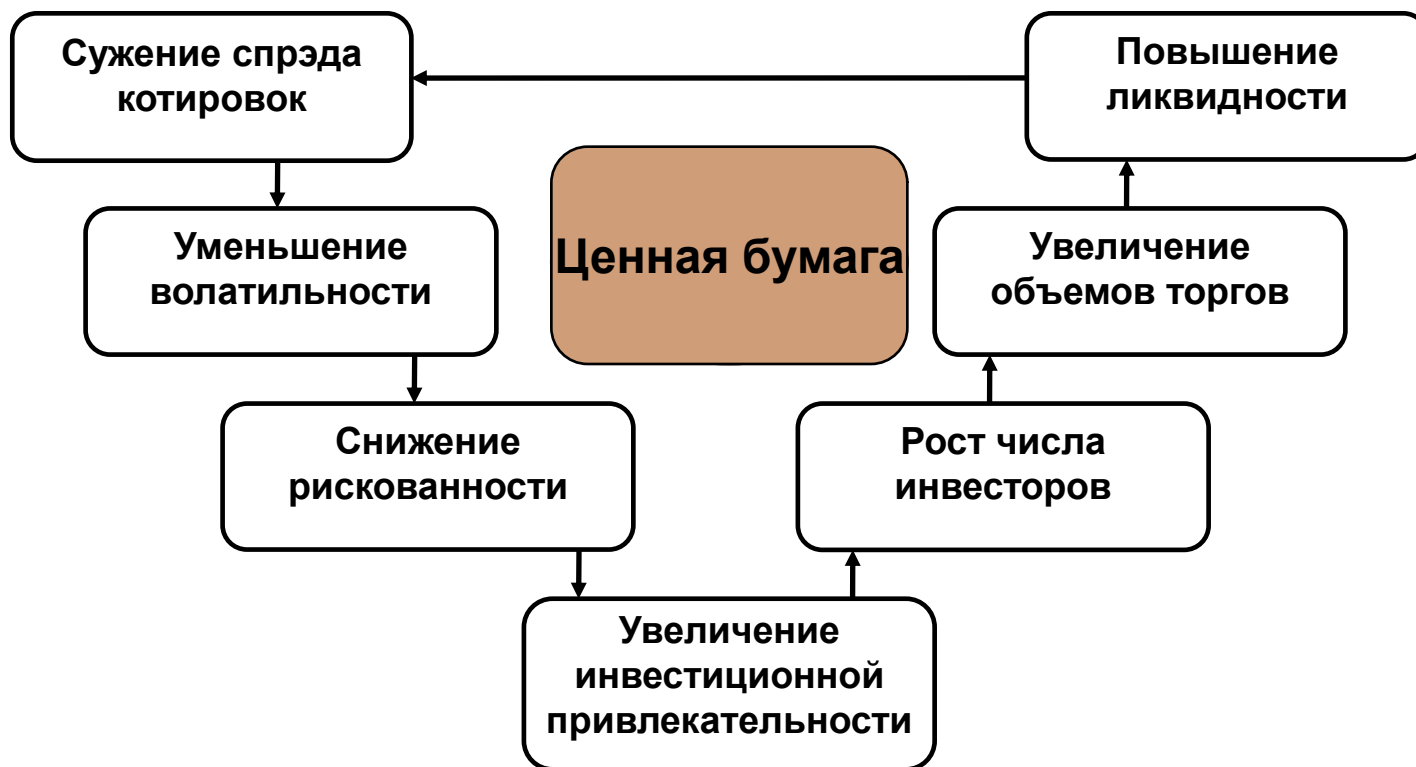 Сужение спрэда
котировок
Повышение
ликвидности
Ценная бумага
Уменьшение
волатильности
Увеличение
объемов торгов
Снижение
рискованности
Рост числа
инвесторов
Увеличение
инвестиционной
привлекательности